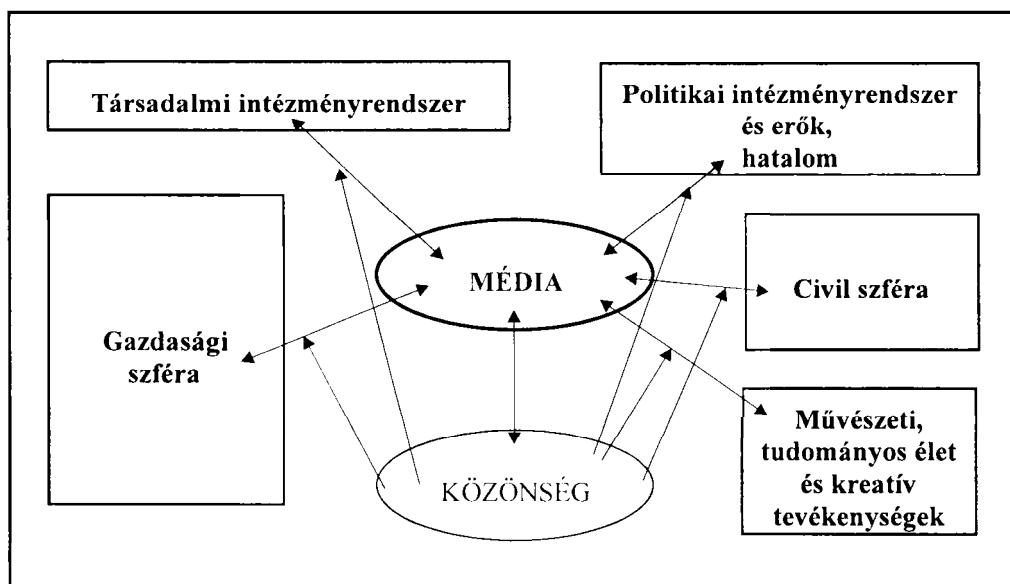 Társadalmi intézményrendszer
Politikai intézményrendszer
és erők,
hatalom
MÉDIA
Civil szféra
Gazdasági
szféra
Művészeti,
tudományos élet
és kreatív
tevékenységek
KÖZÖNSÉG